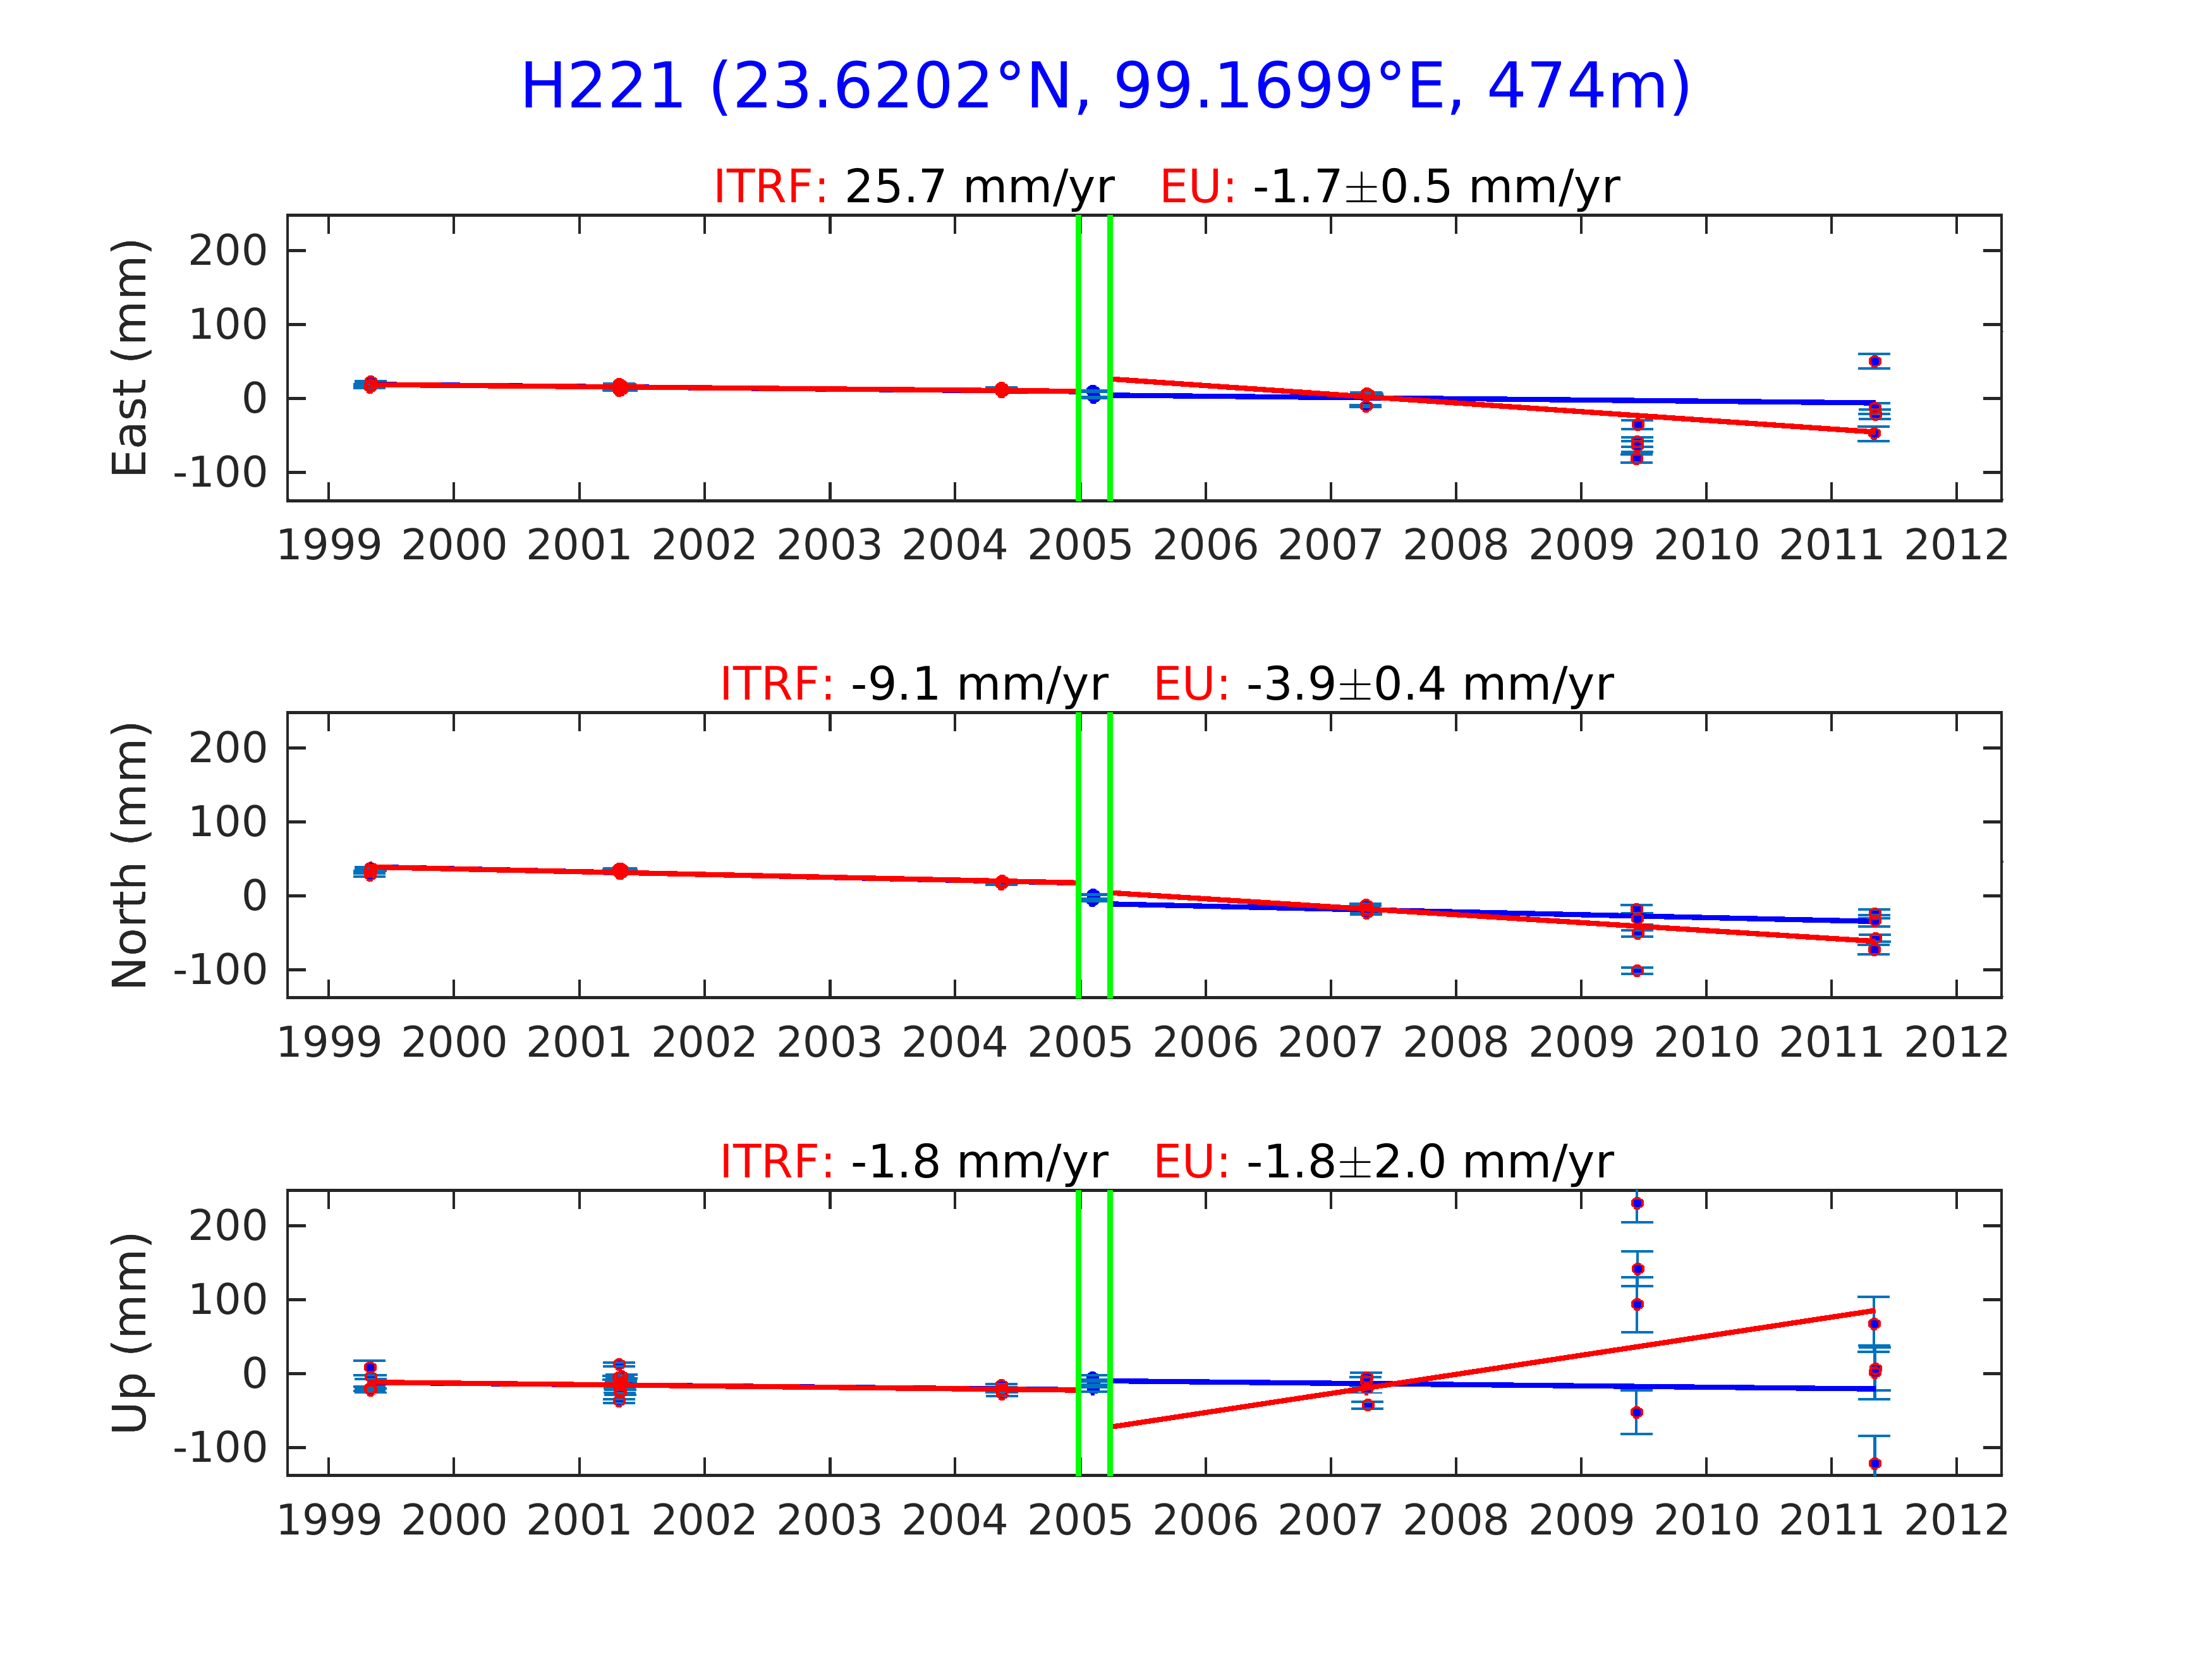 H221 (23.6202°N, 99.1699°E, 474m)
ITRF: 25.7 mm/yr EU: -1.7±0.5 mm/yr
East (mm)
200
100
0
-100
1999 2000 2001 2002 2003 2004 2005 2006 2007 2008 2009 2010 2011 2012
ITRF: -9.1 mm/yr EU: -3.9±0.4 mm/yr
North (mm)
200
100
0
-100
1999 2000 2001 2002 2003 2004 2005 2006 2007 2008 2009 2010 2011 2012
ITRF: -1.8 mm/yr EU: -1.8±2.0 mm/yr
Up (mm)
200
100
0
-100
1999 2000 2001 2002 2003 2004 2005 2006 2007 2008 2009 2010 2011 2012